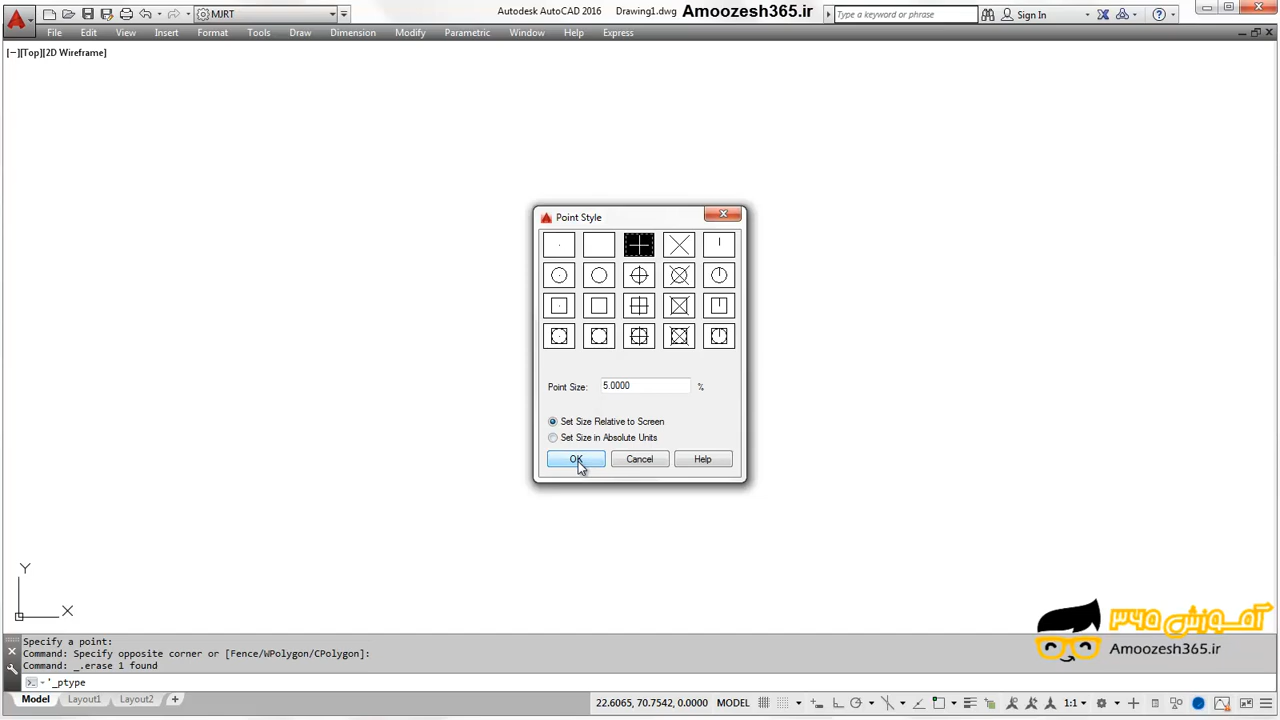 MJRT
Autodesk AutoCAD 2016 Drawing1.dwg Amoozesh365.ir
Type a keyword or phrase
Sign In
File Edit View Insert Format Tools Draw Dimension Modify Parametric Window Help Express
[−][Top][2D Wireframe]
Point Style
Point Size: 5.0000 %
Set Size Relative to Screen
Set Size in Absolute Units
OK Cancel Help
Y
X
Specify a point:
Command: Specify opposite corner or [Fence/WPolygon/CPolygon]:
Command: _.erase 1 found
'_ptype
آموزش ۳۶۵
Amoozesh365.ir
Model Layout1 Layout2 +
22.6065, 70.7542, 0.0000 MODEL 1:1